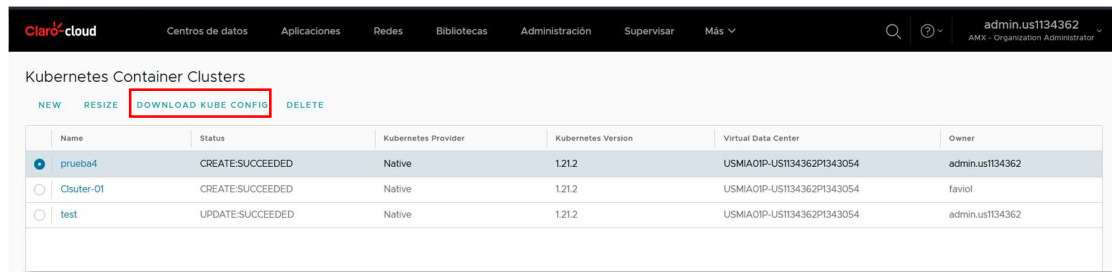 Claro-cloud Centros de datos Aplicaciones Redes Bibliotecas Administración Supervisar Más admin.us1134362
AMX - Organization Administrator
Kubernetes Container Clusters
NEW RESIZE DOWNLOAD KUBE CONFIG DELETE
Name Status Kubernetes Provider Kubernetes Version Virtual Data Center Owner
prueba4 CREATE:SUCCEEDED Native 1.21.2 USMIA01P-US1134362P1343054 admin.us1134362
Clsuter-01 CREATE:SUCCEEDED Native 1.21.2 USMIA01P-US1134362P1343054 faviol
test UPDATE:SUCCEEDED Native 1.21.2 USMIA01P-US1134362P1343054 admin.us1134362